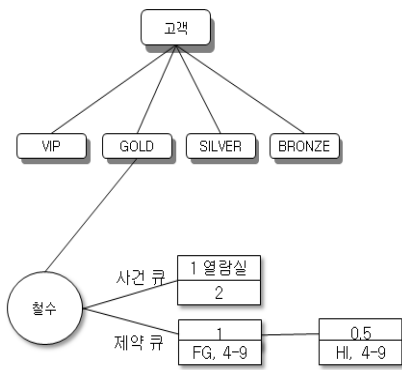 고객
VIP
GOLD
SILVER
BRONZE
철수
사건 큐
1 열람실
2
제약 큐
1
FG, 4-9
0.5
HI, 4-9